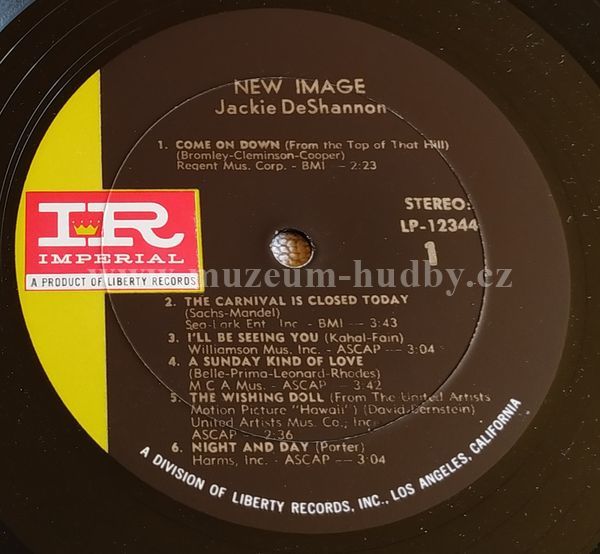 NEW IMAGE
Jackie DeShannon
1. COME ON DOWN (From the Top of That Hill)
(Bromley-Cleminson-Cooper)
Regent Mus. Corp. - BMI — 2:23
STEREO:
LP-12344
1
IR
IMPERIAL
A PRODUCT OF LIBERTY RECORDS
www.muzeum-hudby.cz
2. THE CARNIVAL IS CLOSED TODAY
(Sachs-Mandel)
Sea-Lark Ent. Inc. - BMI — 3:43
3. I'LL BE SEEING YOU (Kahal-Fain)
Williamson Mus. Inc. - ASCAP — 3:04
4. A SUNDAY KIND OF LOVE
(Belle-Prima-Leonard-Rhodes)
M C A Mus. - ASCAP — 3:42
5. THE WISHING DOLL (From The United Artists
Motion Picture "Hawaii") (David-Bernstein)
United Artists Mus. Co., Inc.
ASCAP — 2:36
6. NIGHT AND DAY (Porter)
Harms, Inc. - ASCAP — 3:04
A DIVISION OF LIBERTY RECORDS, INC., LOS ANGELES, CALIFORNIA